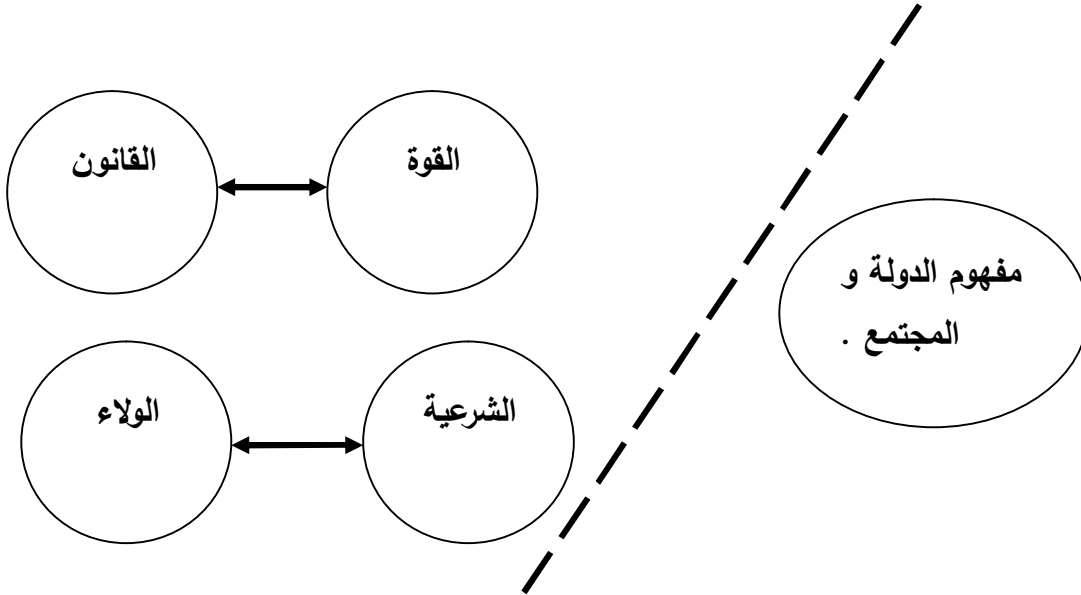 القوة
القانون
مفهوم الدولة و
المجتمع .
الشرعية
الولاء